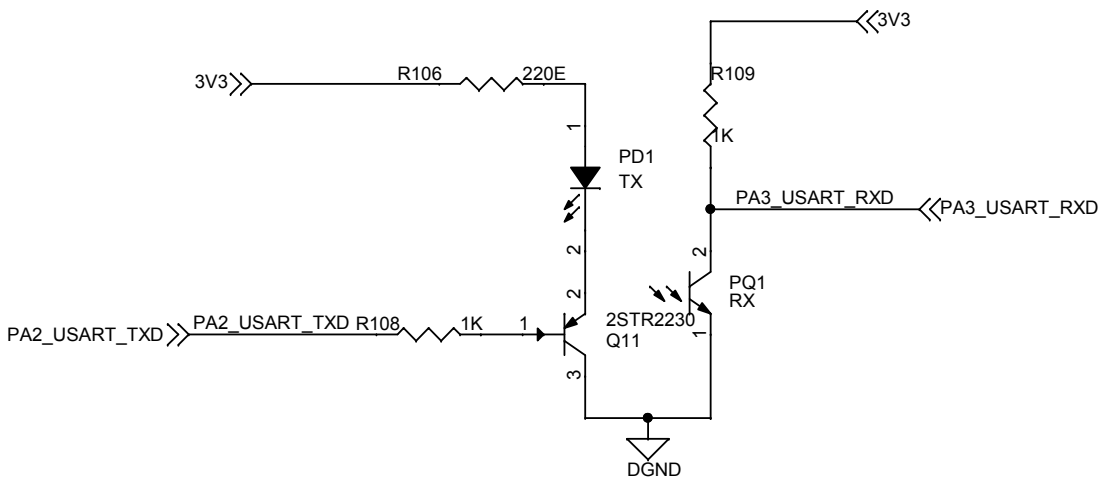 3V3
3V3
R106
220E
R109
1K
1
PD1
TX
PA3_USART_RXD
PA3_USART_RXD
2
2
2
PQ1
RX
PA2_USART_TXD
PA2_USART_TXD
R108
1K
1
2STR2230
Q11
1
3
DGND